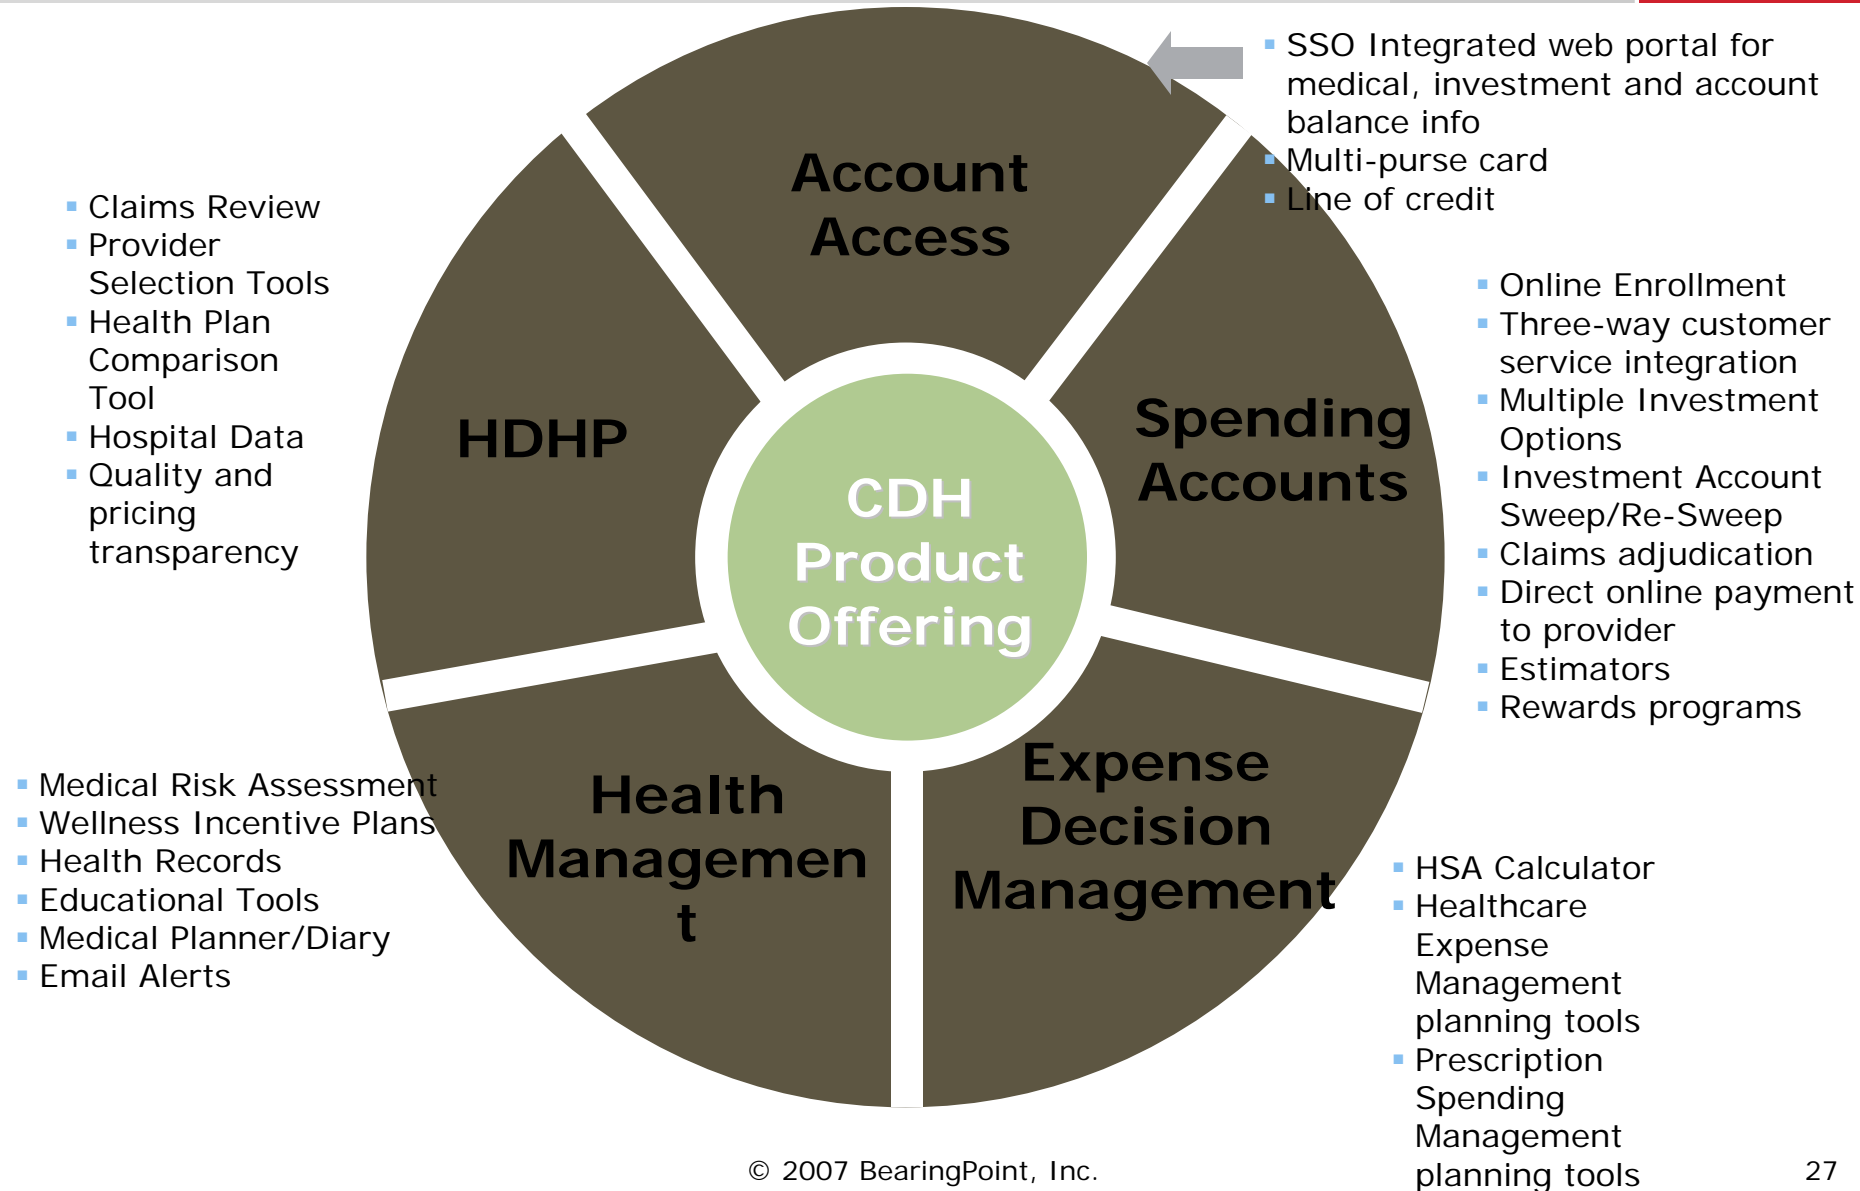 SSO Integrated web portal for
medical, investment and account
balance info
Multi-purse card
Line of credit
Account
Access
Claims Review
Provider
Selection Tools
Health Plan
Comparison
Tool
Hospital Data
Quality and
pricing
transparency
HDHP
Spending
Accounts
Online Enrollment
Three-way customer
service integration
Multiple Investment
Options
Investment Account
Sweep/Re-Sweep
Claims adjudication
Direct online payment
to provider
Estimators
Rewards programs
CDH
Product
Offering
Medical Risk Assessment
Wellness Incentive Plans
Health Records
Educational Tools
Medical Planner/Diary
Email Alerts
Health
Managemen
t
Expense
Decision
Management
HSA Calculator
Healthcare
Expense
Management
planning tools
Prescription
Spending
Management
planning tools
© 2007 BearingPoint, Inc.
27